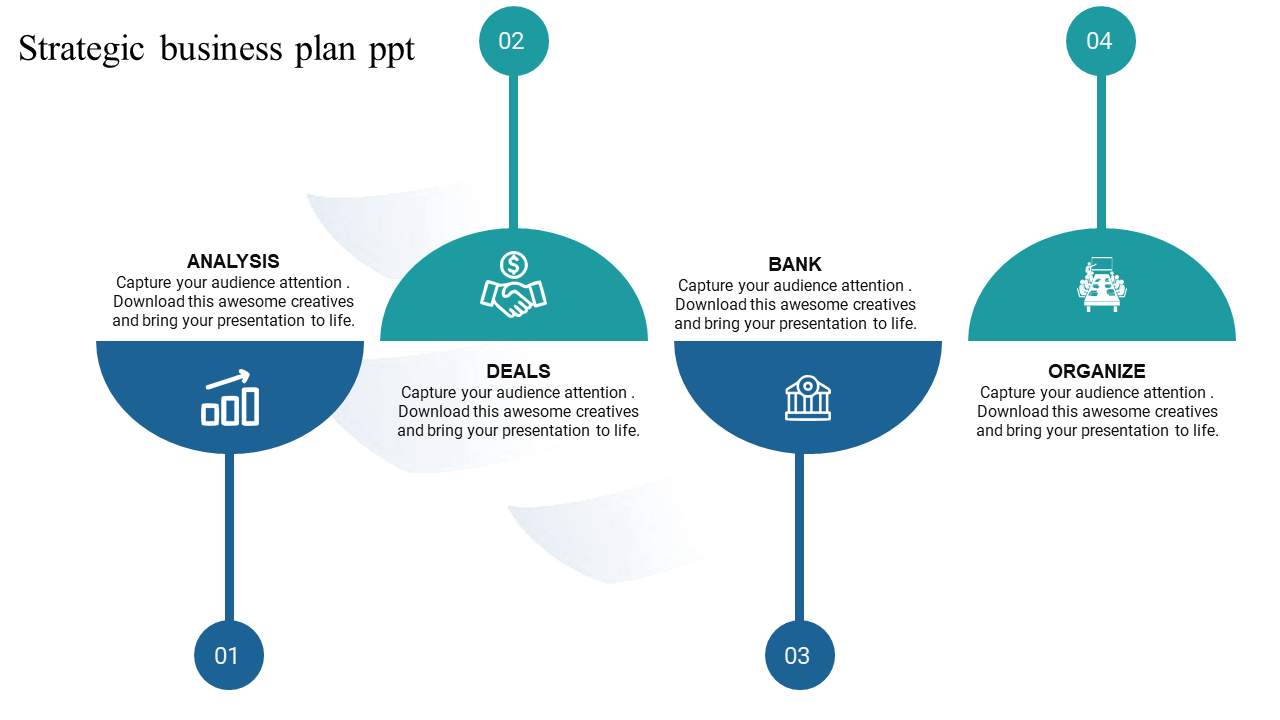 Strategic business plan ppt
01
ANALYSIS
Capture your audience attention .
Download this awesome creatives
and bring your presentation to life.
02
DEALS
Capture your audience attention .
Download this awesome creatives
and bring your presentation to life.
03
BANK
Capture your audience attention .
Download this awesome creatives
and bring your presentation to life.
04
ORGANIZE
Capture your audience attention .
Download this awesome creatives
and bring your presentation to life.